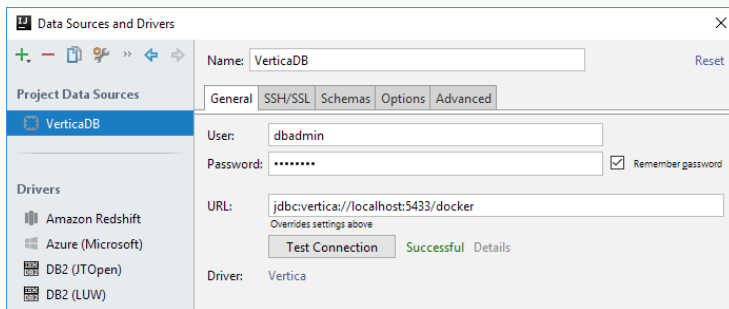 Data Sources and Drivers
Name: VerticaDB Reset
Project Data Sources
General SSH/SSL Schemas Options Advanced
VerticaDB
User: dbadmin
Password: •••••••• Remember password
Drivers
URL: jdbc:vertica://localhost:5433/docker
Overrides settings above
Amazon Redshift
Azure (Microsoft)
Test Connection Successful Details
DB2 (JTOpen)
Driver: Vertica
DB2 (LUW)